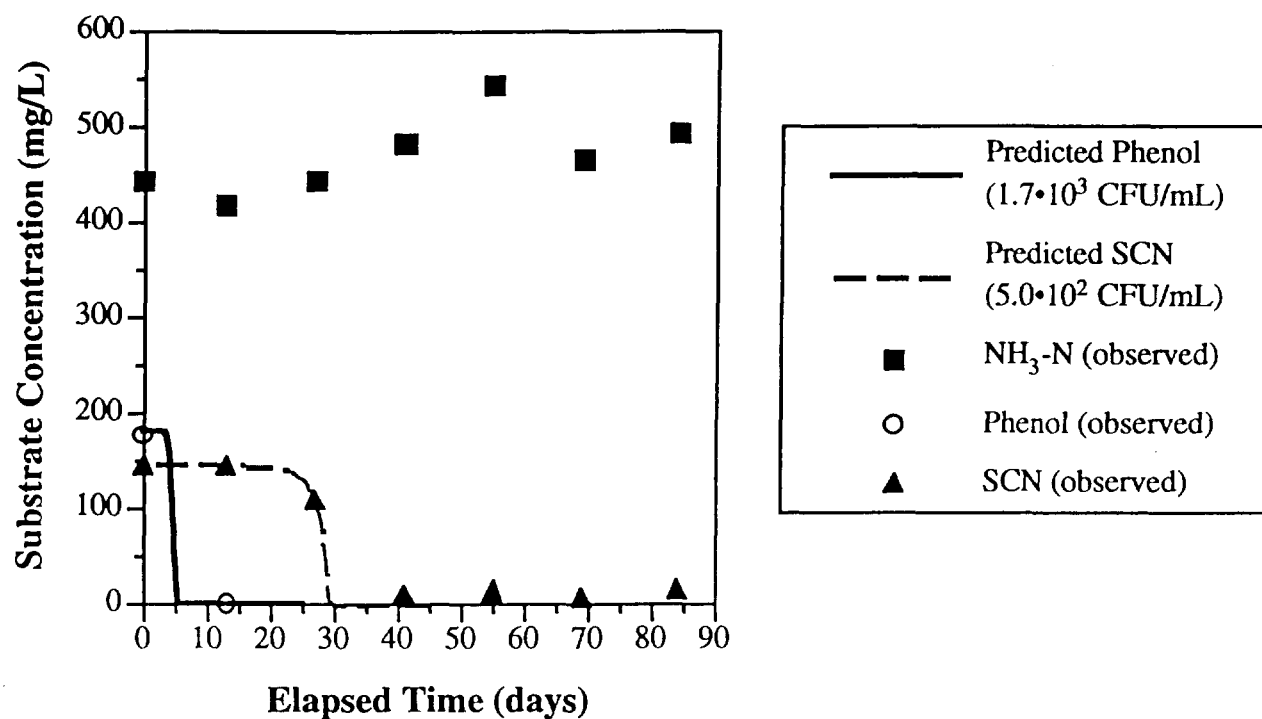 600
500
400
300
200
100
0
Substrate Concentration (mg/L)
0 10 20 30 40 50 60 70 80 90
Elapsed Time (days)
Predicted Phenol
(1.7•10³ CFU/mL)
Predicted SCN
(5.0•10² CFU/mL)
NH₃-N (observed)
Phenol (observed)
SCN (observed)